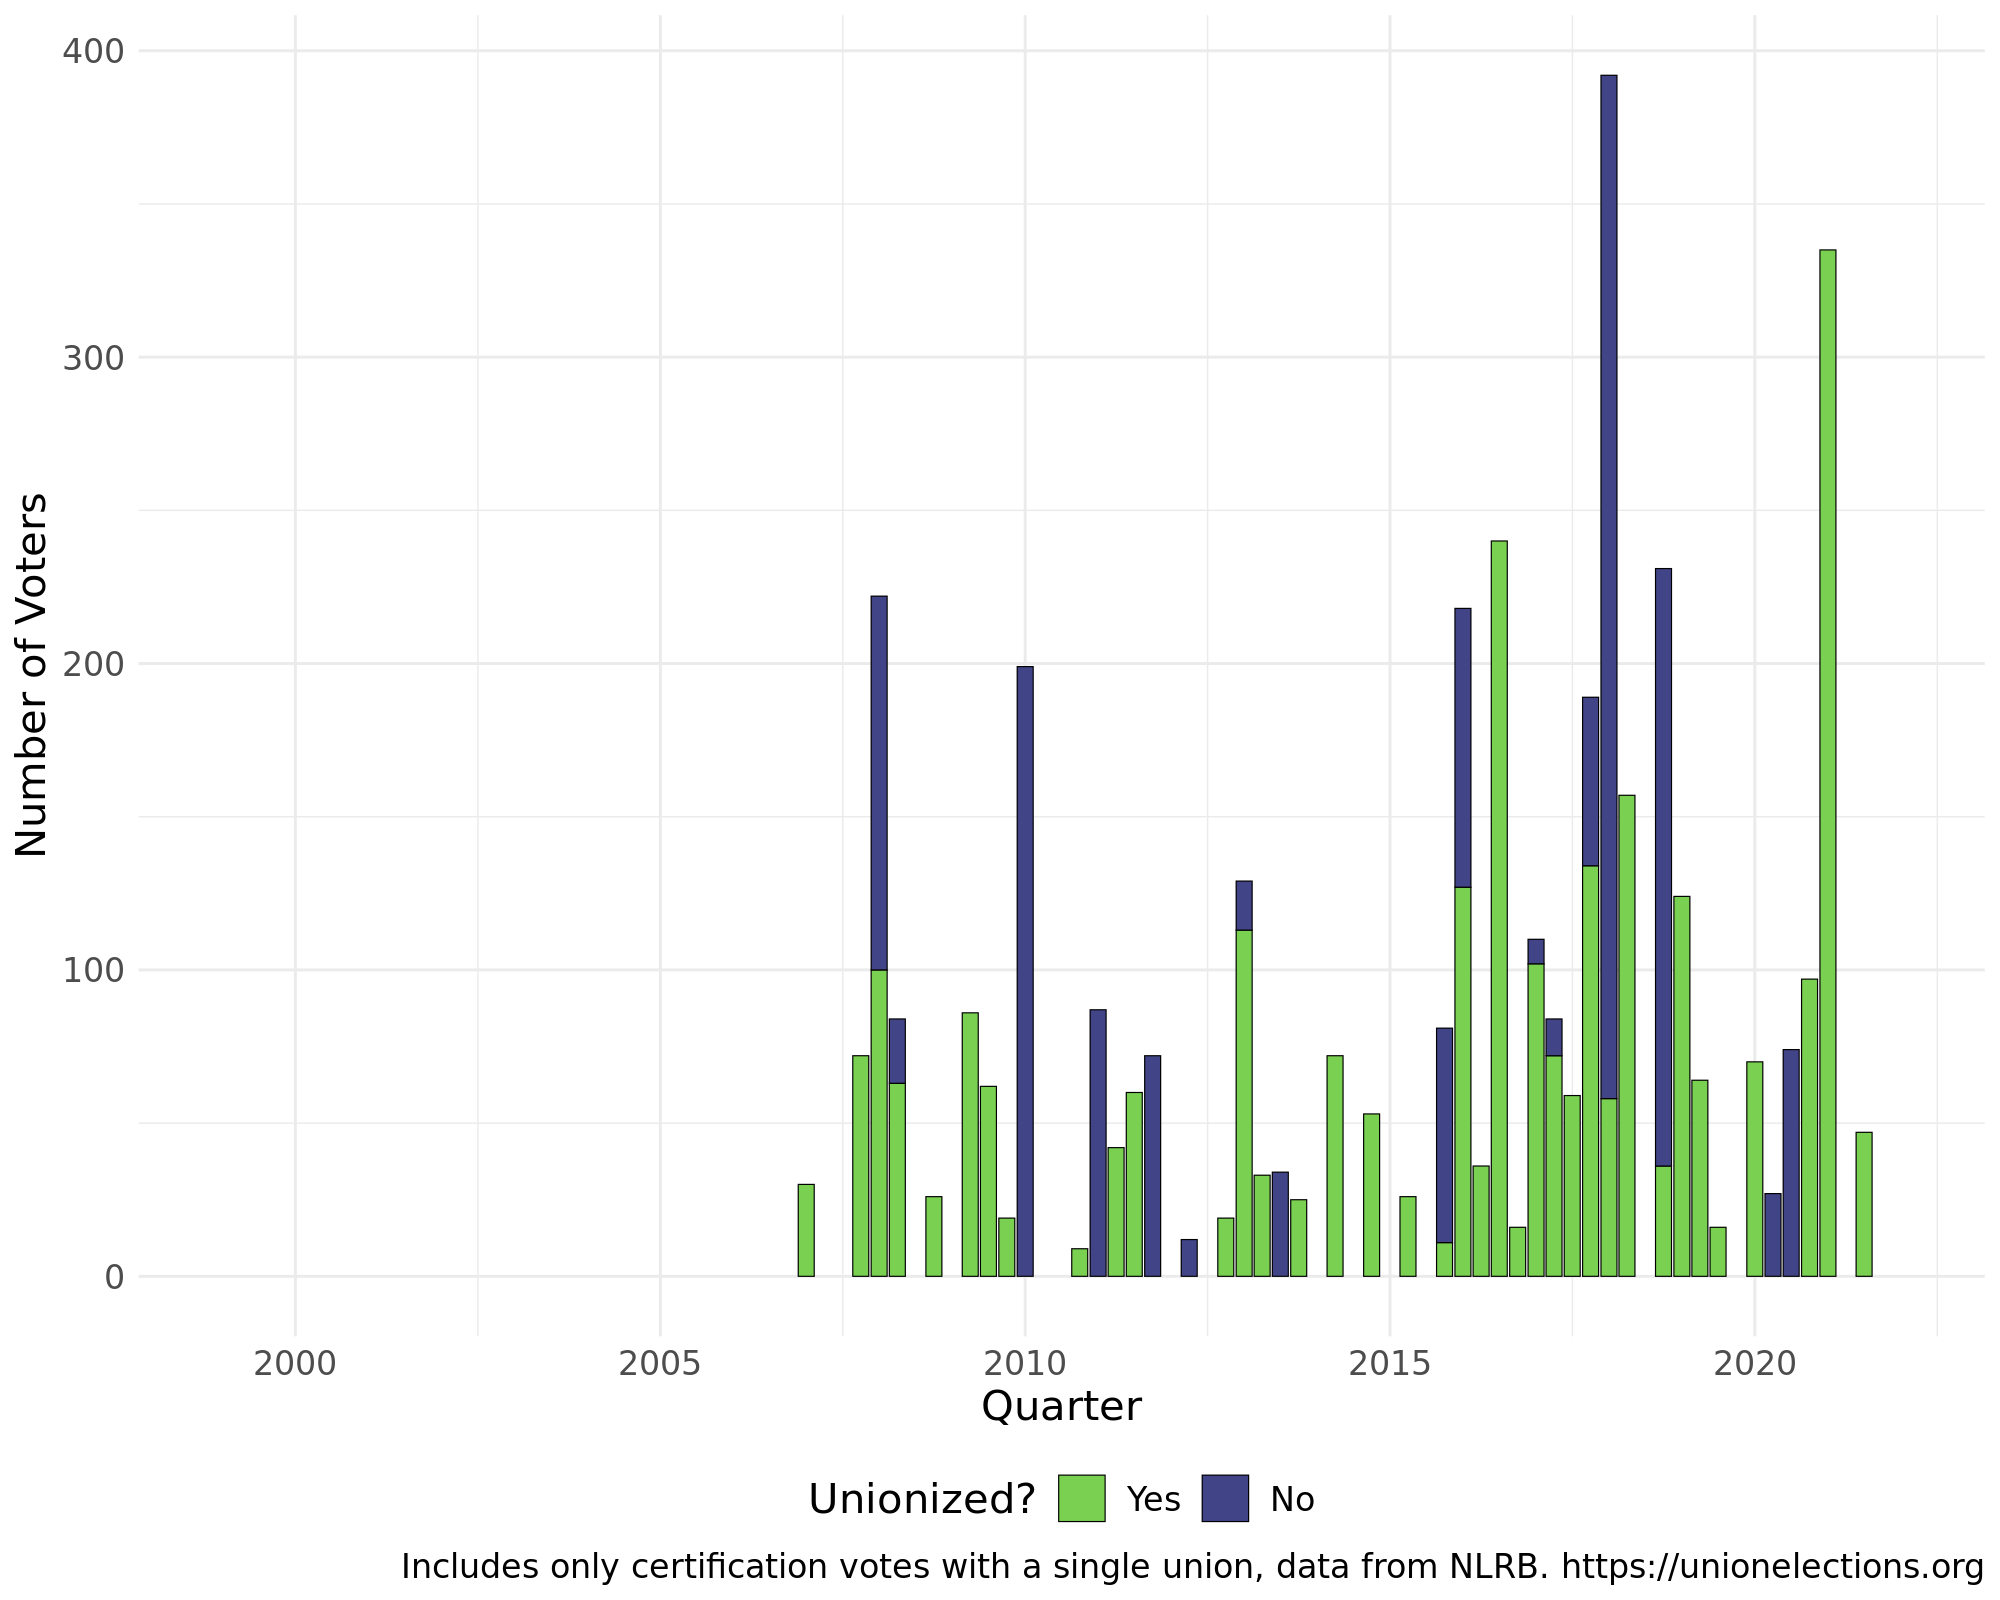 400
300
200
100
0
Number of Voters
2000 2005 2010 2015 2020
Quarter
Unionized? Yes No
Includes only certification votes with a single union, data from NLRB. https://unionelections.org